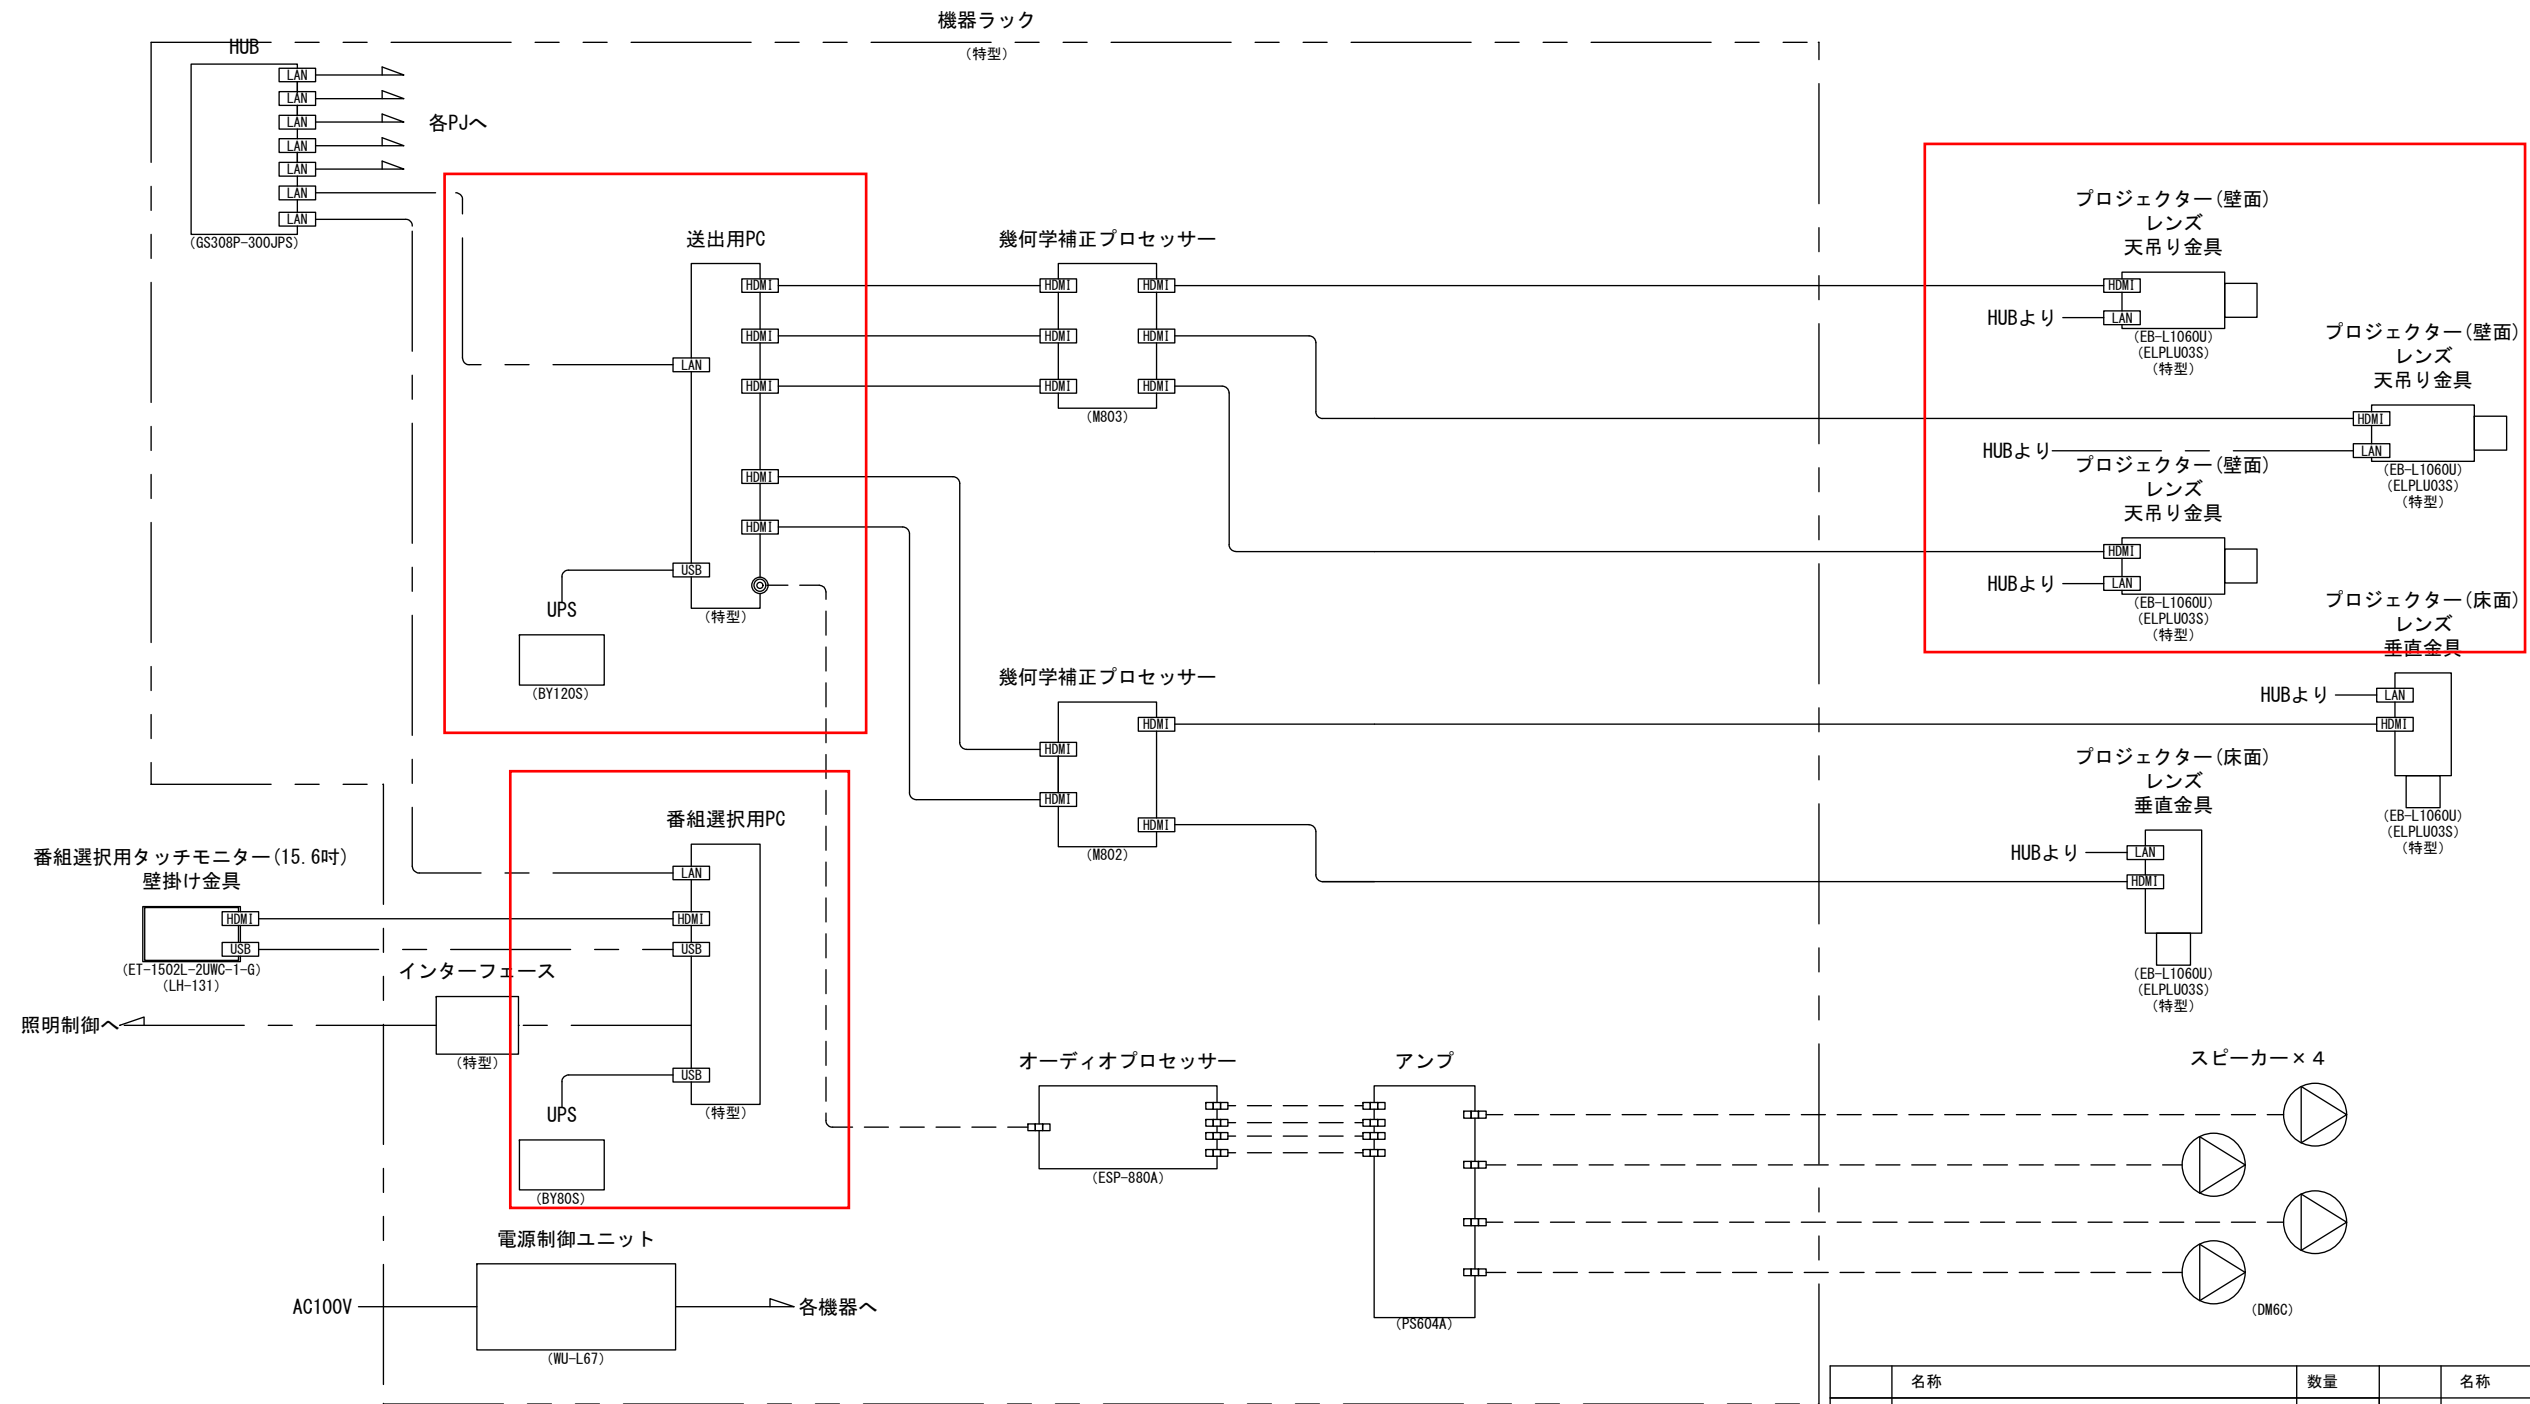 機器ラック
(特型)
HUB
LAN
LAN
LAN
LAN
LAN
LAN
LAN
各PJへ
(GS308P-300JPS)
送出用PC
HDMI
HDMI
LAN
HDMI
HDMI
HDMI
USB
(特型)
UPS
(BY120S)
幾何学補正プロセッサー
HDMI
HDMI
HDMI
HDMI
HDMI
HDMI
(M803)
プロジェクター(壁面)
レンズ
天吊り金具
HDMI
HUBより
LAN
(EB-L1060U)
(ELPLU03S)
(特型)
プロジェクター(壁面)
レンズ
天吊り金具
HDMI
HUBより
LAN
(EB-L1060U)
(ELPLU03S)
(特型)
プロジェクター(壁面)
レンズ
天吊り金具
HDMI
HUBより
LAN
(EB-L1060U)
(ELPLU03S)
(特型)
プロジェクター(床面)
レンズ
垂直金具
HUBより
LAN
HDMI
(EB-L1060U)
(ELPLU03S)
(特型)
幾何学補正プロセッサー
HDMI
HDMI
HDMI
HDMI
(M802)
プロジェクター(床面)
レンズ
垂直金具
HUBより
LAN
HDMI
(EB-L1060U)
(ELPLU03S)
(特型)
番組選択用PC
LAN
HDMI
USB
USB
(特型)
UPS
(BY80S)
番組選択用タッチモニター(15.6吋)
壁掛け金具
HDMI
USB
(ET-1502L-2UWC-1-G)
(LH-131)
インターフェース
(特型)
照明制御へ
オーディオプロセッサー
(ESP-880A)
アンプ
(PS604A)
スピーカー×4
(DM6C)
電源制御ユニット
AC100V
各機器へ
(WU-L67)
名称 数量 名称